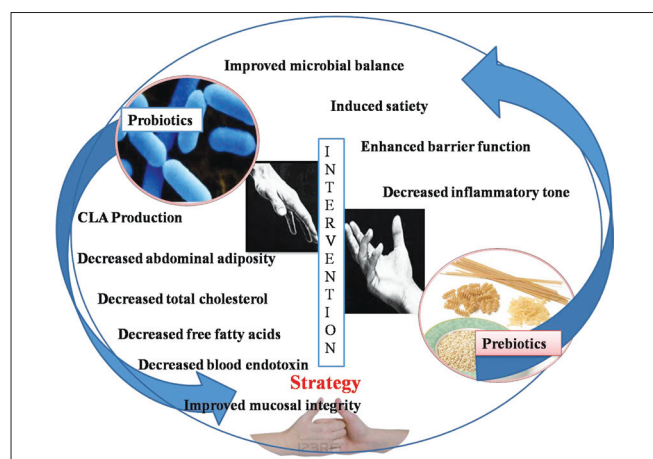 Improved microbial balance
Induced satiety
Probiotics
Enhanced barrier function
Decreased inflammatory tone
INTERVENTION
CLA Production
Decreased abdominal adiposity
Decreased total cholesterol
Decreased free fatty acids
Decreased blood endotoxin
Prebiotics
Strategy
Improved mucosal integrity